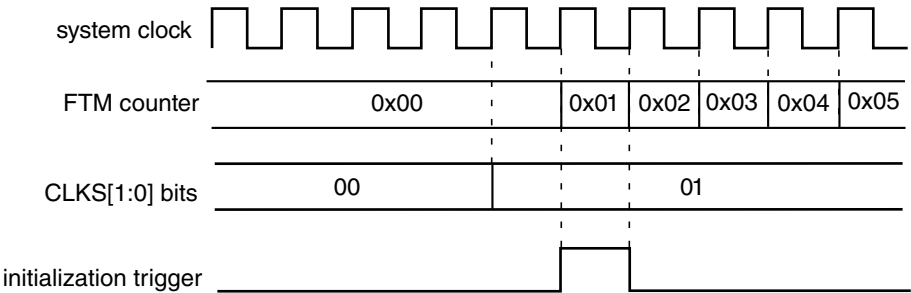 system clock
FTM counter 0x00 0x01 0x02 0x03 0x04 0x05
CLKS[1:0] bits 00 01
initialization trigger